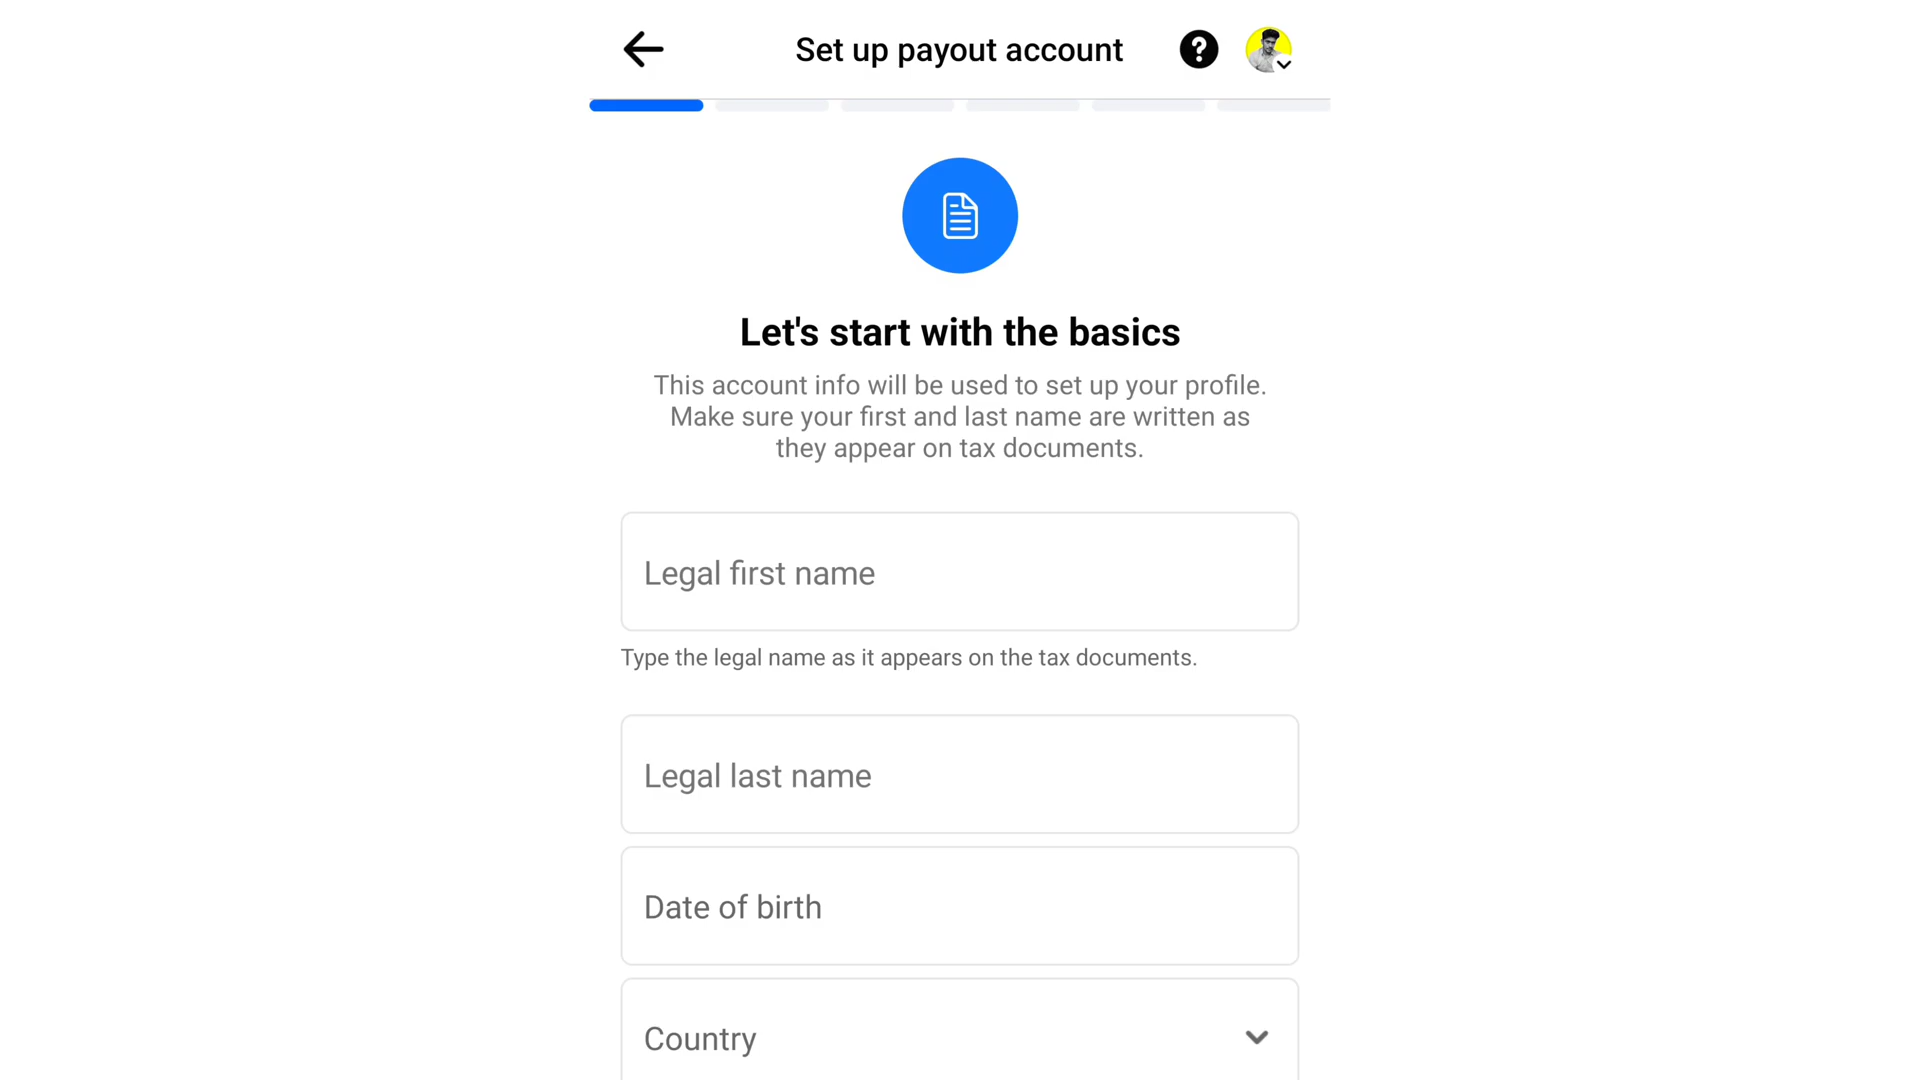 Set up payout account
Let's start with the basics
This account info will be used to set up your profile.
Make sure your first and last name are written as
they appear on tax documents.
Legal first name
Type the legal name as it appears on the tax documents.
Legal last name
Date of birth
Country